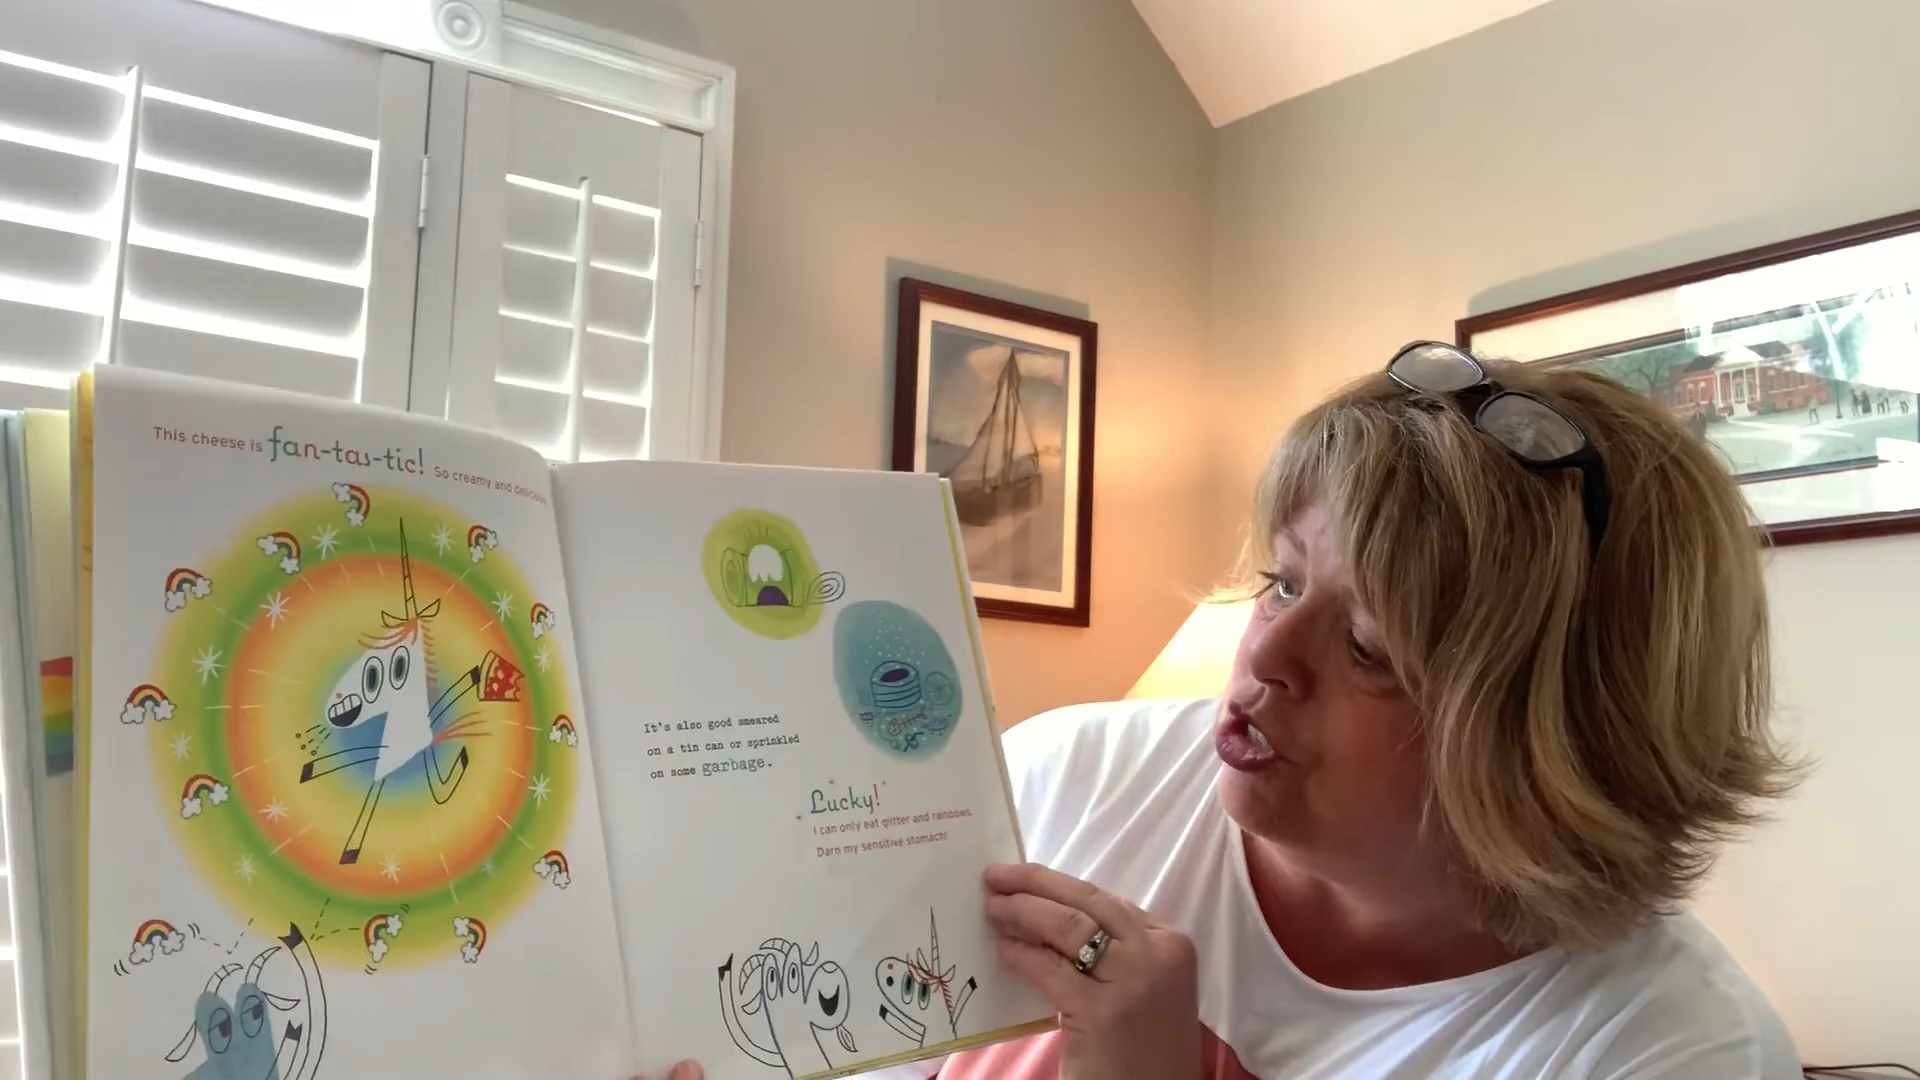 This cheese is fan-tas-tic! So creamy and delicious
It's also good smeared
on a tin can or sprinkled
on some garbage.
Lucky!
I can only eat glitter and rainbows.
Darn my sensitive stomach!